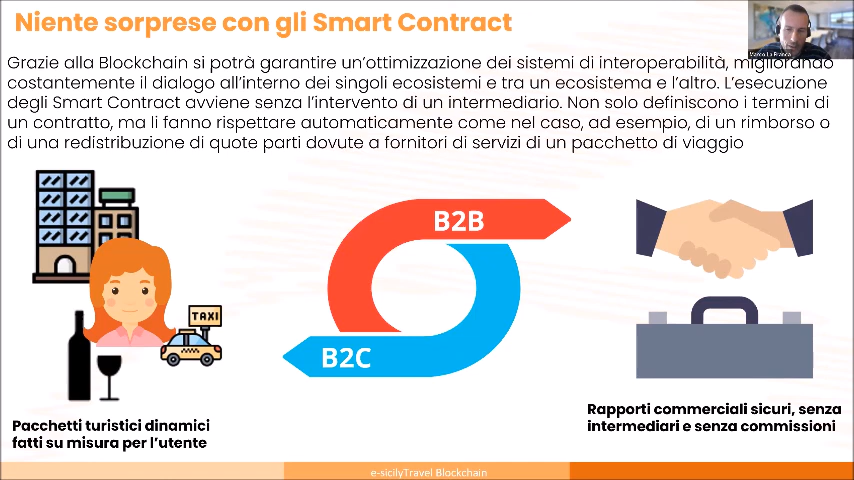 Niente sorprese con gli Smart Contract
Marco La Franca
Grazie alla Blockchain si potrà garantire un'ottimizzazione dei sistemi di interoperabilità, migliorando
costantemente il dialogo all'interno dei singoli ecosistemi e tra un ecosistema e l'altro. L'esecuzione
degli Smart Contract avviene senza l'intervento di un intermediario. Non solo definiscono i termini di
un contratto, ma li fanno rispettare automaticamente come nel caso, ad esempio, di un rimborso o
di una redistribuzione di quote parti dovute a fornitori di servizi di un pacchetto di viaggio
B2B
TAXI
B2C
Rapporti commerciali sicuri, senza
intermediari e senza commissioni
Pacchetti turistici dinamici
fatti su misura per l'utente
e-sicilyTravel Blockchain